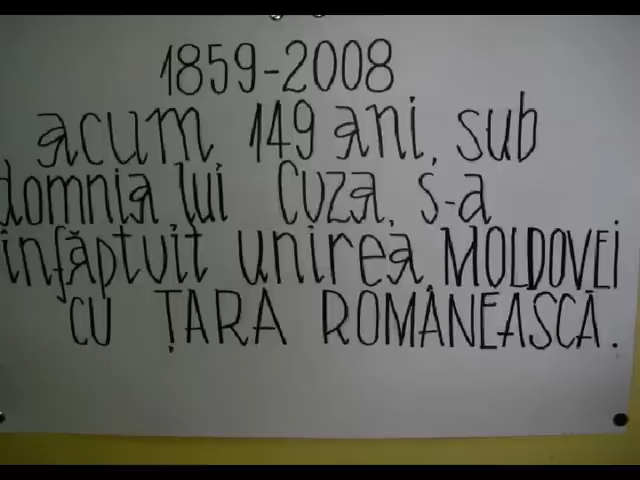 1859-2008
acum 149 ani, sub
domnia lui CUZA, s-a
înfăptuit unirea MOLDOVEI
CU ȚARA ROMÂNEASCĂ.